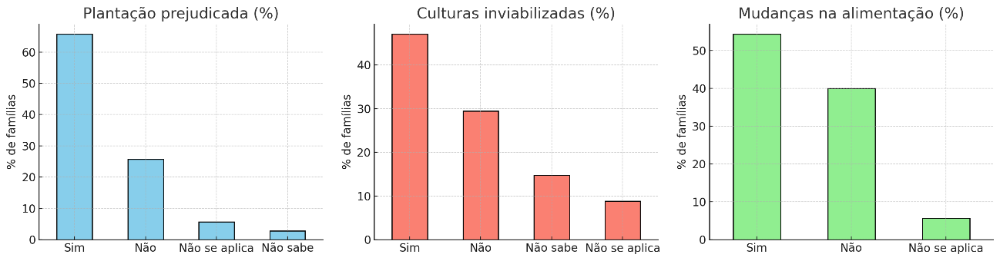 Plantação prejudicada (%)
% de famílias
60
50
40
30
20
10
0
Sim
Não
Não se aplica
Não sabe
Culturas inviabilizadas (%)
% de famílias
40
30
20
10
0
Sim
Não
Não sabe
Não se aplica
Mudanças na alimentação (%)
% de famílias
50
40
30
20
10
0
Sim
Não
Não se aplica